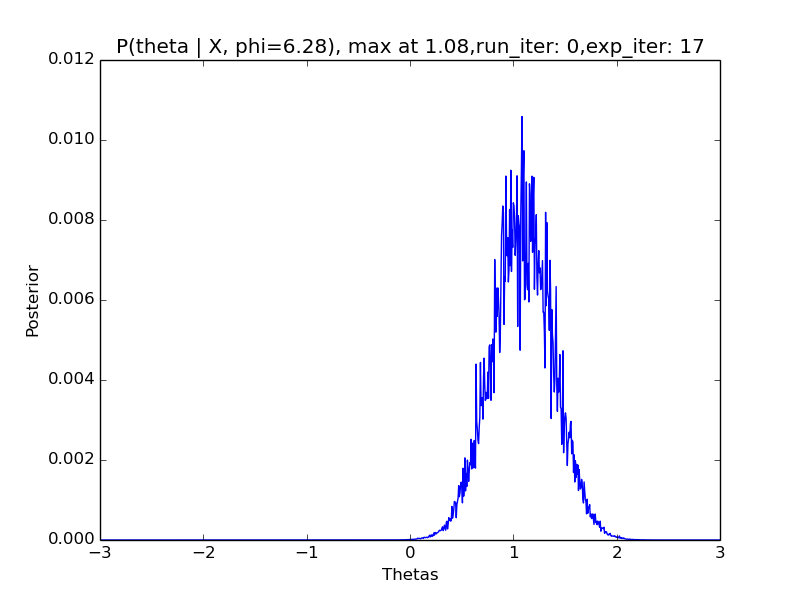 P(theta | X, phi=6.28), max at 1.08,run_iter: 0,exp_iter: 17
0.012
0.010
0.008
0.006
0.004
0.002
0.000
Posterior
−3 −2 −1 0 1 2 3
Thetas